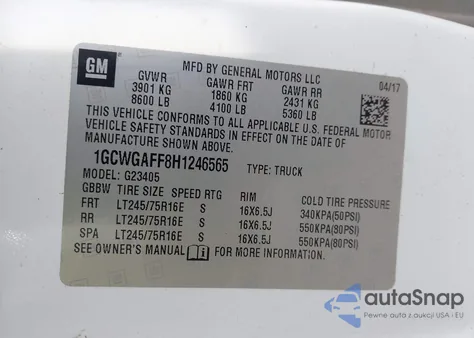 GM
MFD BY GENERAL MOTORS LLC
04/17
GVWR GAWR FRT GAWR RR
3901 KG 1860 KG 2431 KG
8600 LB 4100 LB 5360 LB
THIS VEHICLE CONFORMS TO ALL APPLICABLE U.S. FEDERAL MOTOR
VEHICLE SAFETY STANDARDS IN EFFECT ON THE DATE OF
MANUFACTURE SHOWN ABOVE.
1GCWGAFF8H1246565 TYPE: TRUCK
MODEL: G23405
GBBW TIRE SIZE SPEED RTG RIM COLD TIRE PRESSURE
FRT LT245/75R16E S 16X6.5J 340KPA(50PSI)
RR LT245/75R16E S 16X6.5J 550KPA(80PSI)
SPA LT245/75R16E S 16X6.5J 550KPA(80PSI)
SEE OWNER'S MANUAL FOR MORE INFORMATION.
autoSnap
Pewne auta z dojazdem z USA i EU